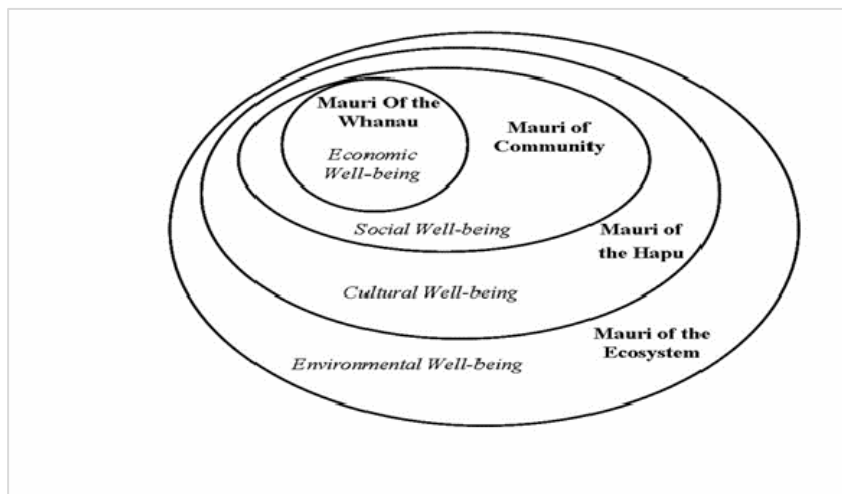 Mauri Of the
Whanau
Economic
Well-being
Mauri of
Community
Social Well-being
Mauri of
the Hapu
Cultural Well-being
Mauri of the
Ecosystem
Environmental Well-being